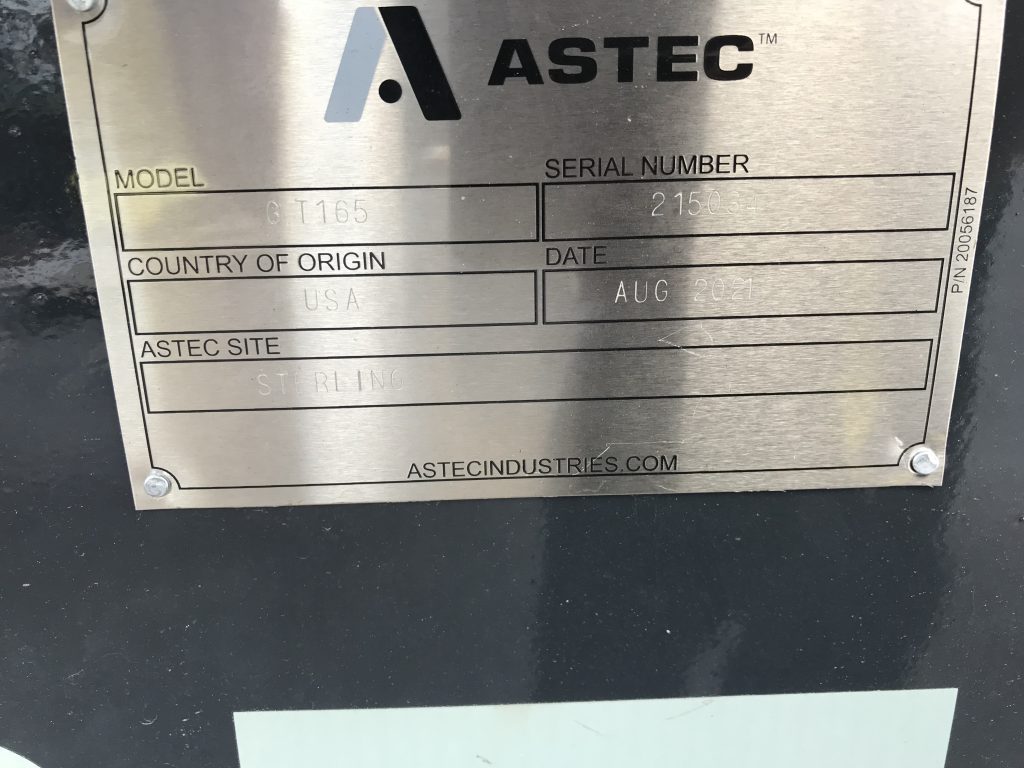 ASTEC™
MODEL
GT165
SERIAL NUMBER
COUNTRY OF ORIGIN
USA
DATE
AUG 2021
ASTEC SITE
STERLING
ASTECINDUSTRIES.COM
P/N 20056187